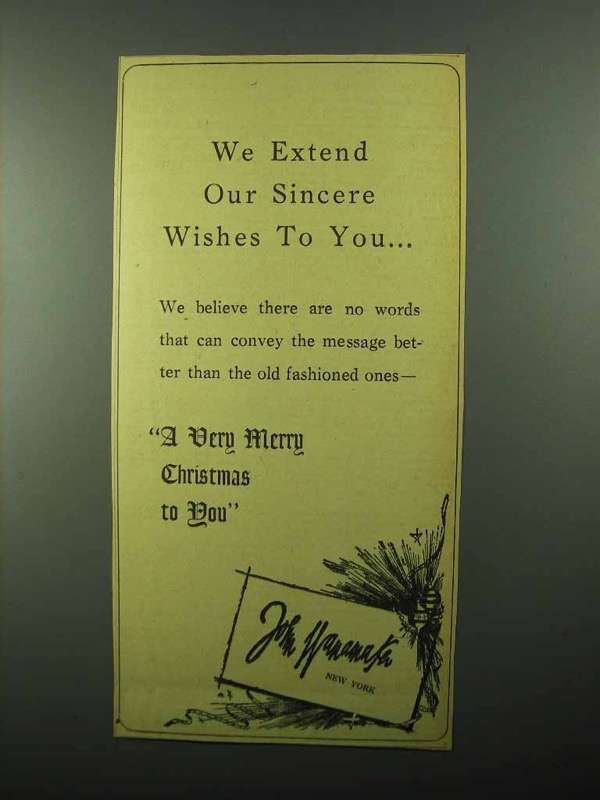 We Extend
Our Sincere
Wishes To You...
We believe there are no words
that can convey the message bet-
ter than the old fashioned ones—
"A Very Merry
Christmas
to You"
John Wanamaker
NEW YORK